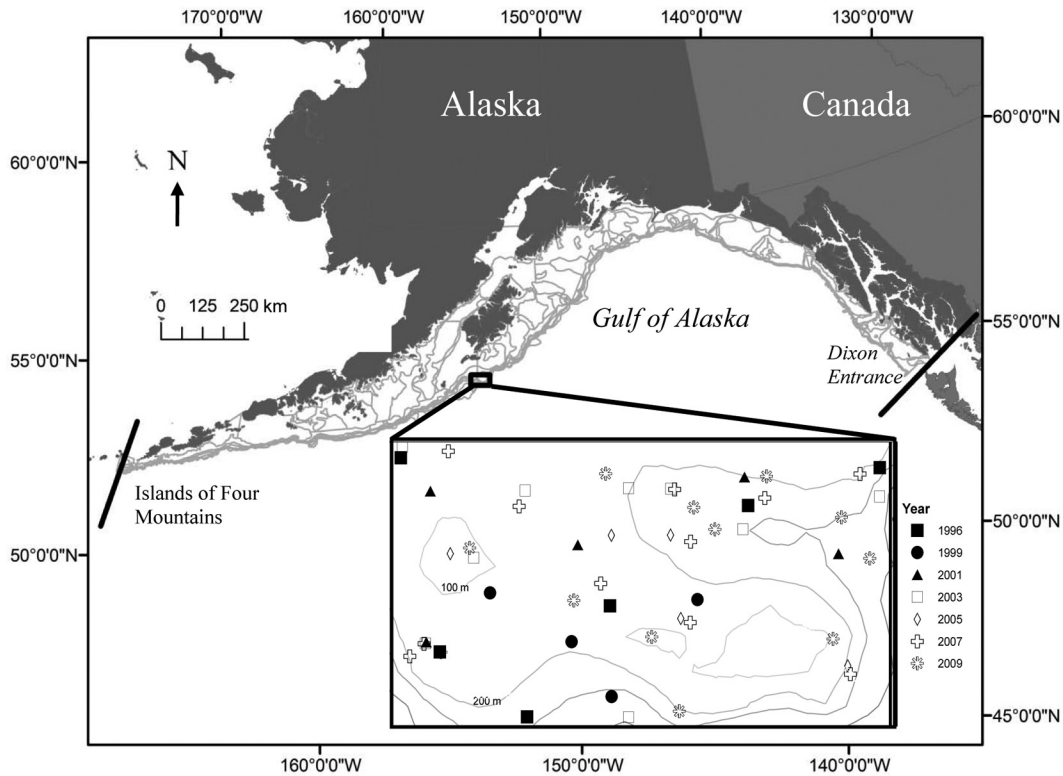 170°0'0"W 160°0'0"W 150°0'0"W 140°0'0"W 130°0'0"W
Alaska
Canada
60°0'0"N
60°0'0"N
N
0 125 250 km
Gulf of Alaska
55°0'0"N
55°0'0"N
Dixon
Entrance
Islands of Four
Mountains
50°0'0"N
50°0'0"N
100 m
200 m
Year
1996
1999
2001
2003
2005
2007
2009
45°0'0"N
160°0'0"W 150°0'0"W 140°0'0"W